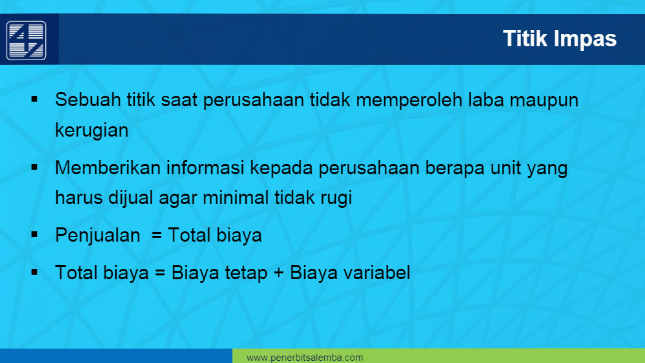 Titik Impas
▪ Sebuah titik saat perusahaan tidak memperoleh laba maupun
kerugian
▪ Memberikan informasi kepada perusahaan berapa unit yang
harus dijual agar minimal tidak rugi
▪ Penjualan = Total biaya
▪ Total biaya = Biaya tetap + Biaya variabel
www.penerbitsalemba.com